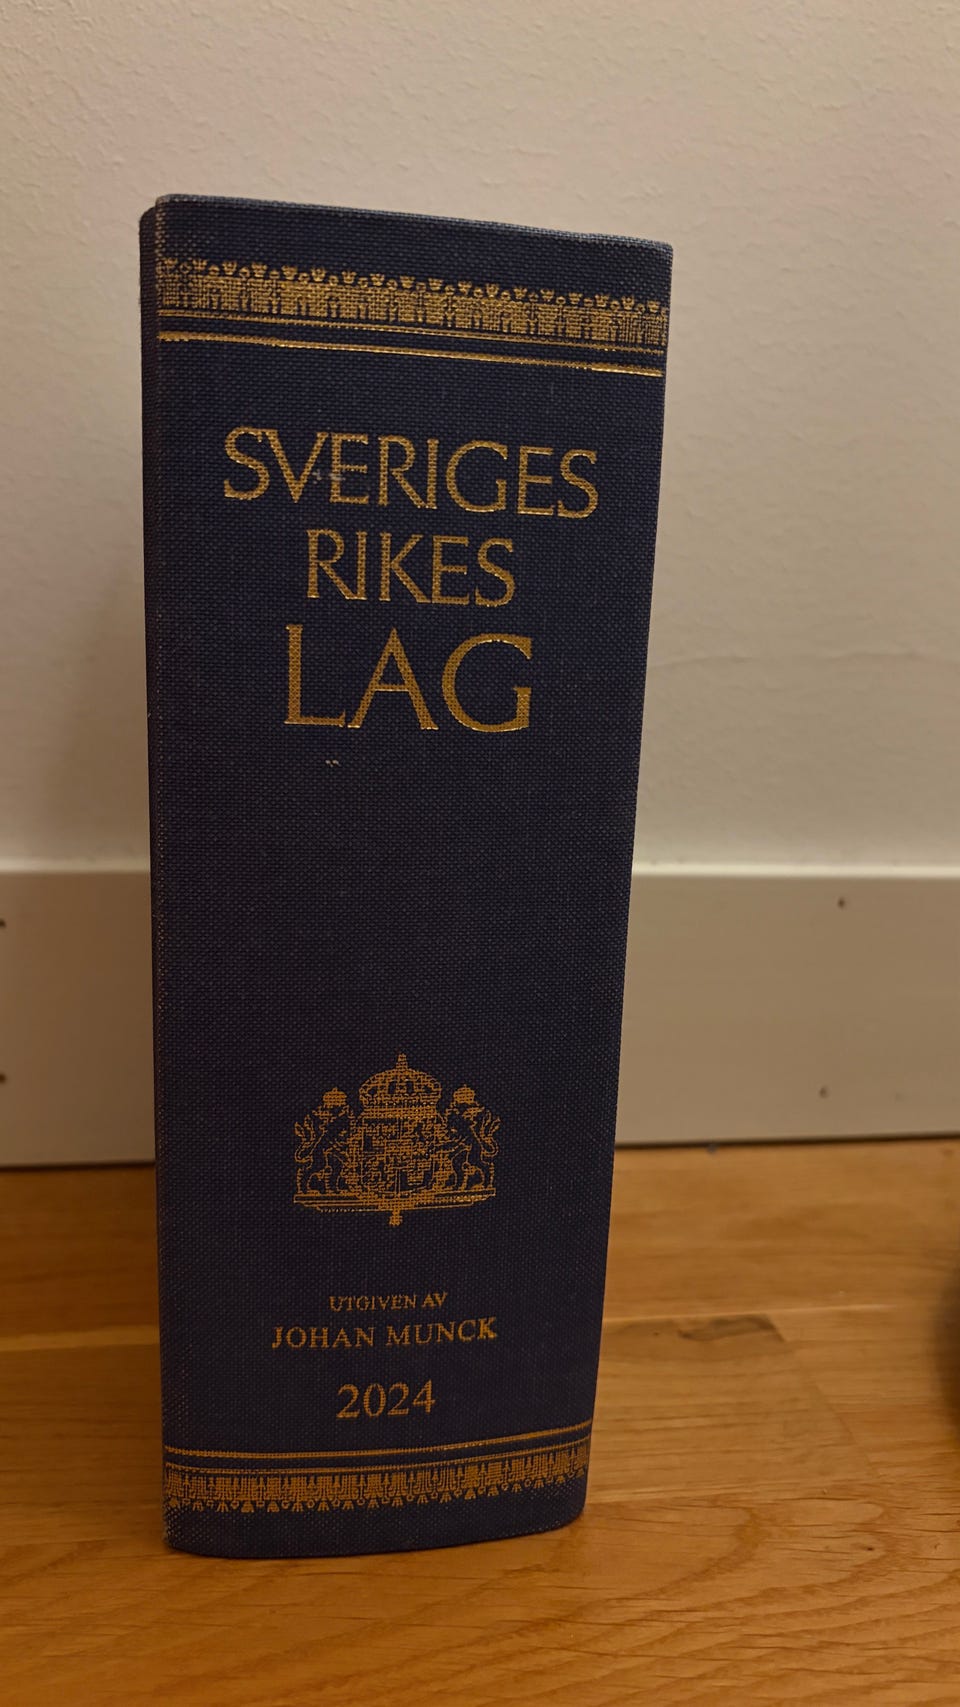 SVERIGES
RIKES
LAG
UTGIVEN AV
JOHAN MUNCK
2024